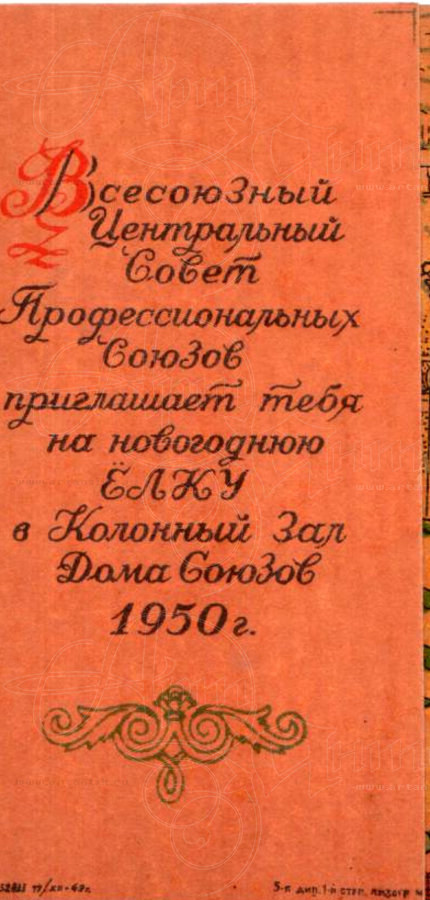 Всесоюзный
Центральный
Совет
Профессиональных
Союзов
приглашает тебя
на новогоднюю
ЁЛКУ
в Колонный Зал
Дома Союзов
1950 г.